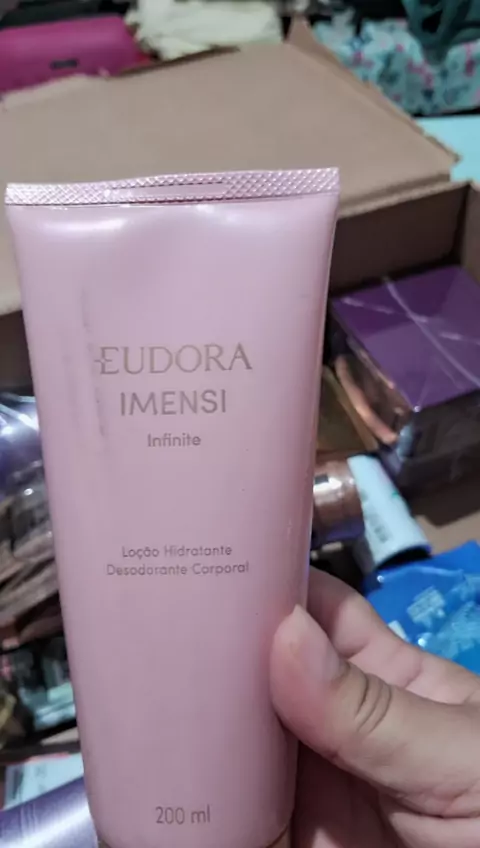 EUDORA
IMENSI
Infinite
Loção Hidratante
Desodorante Corporal
200 ml